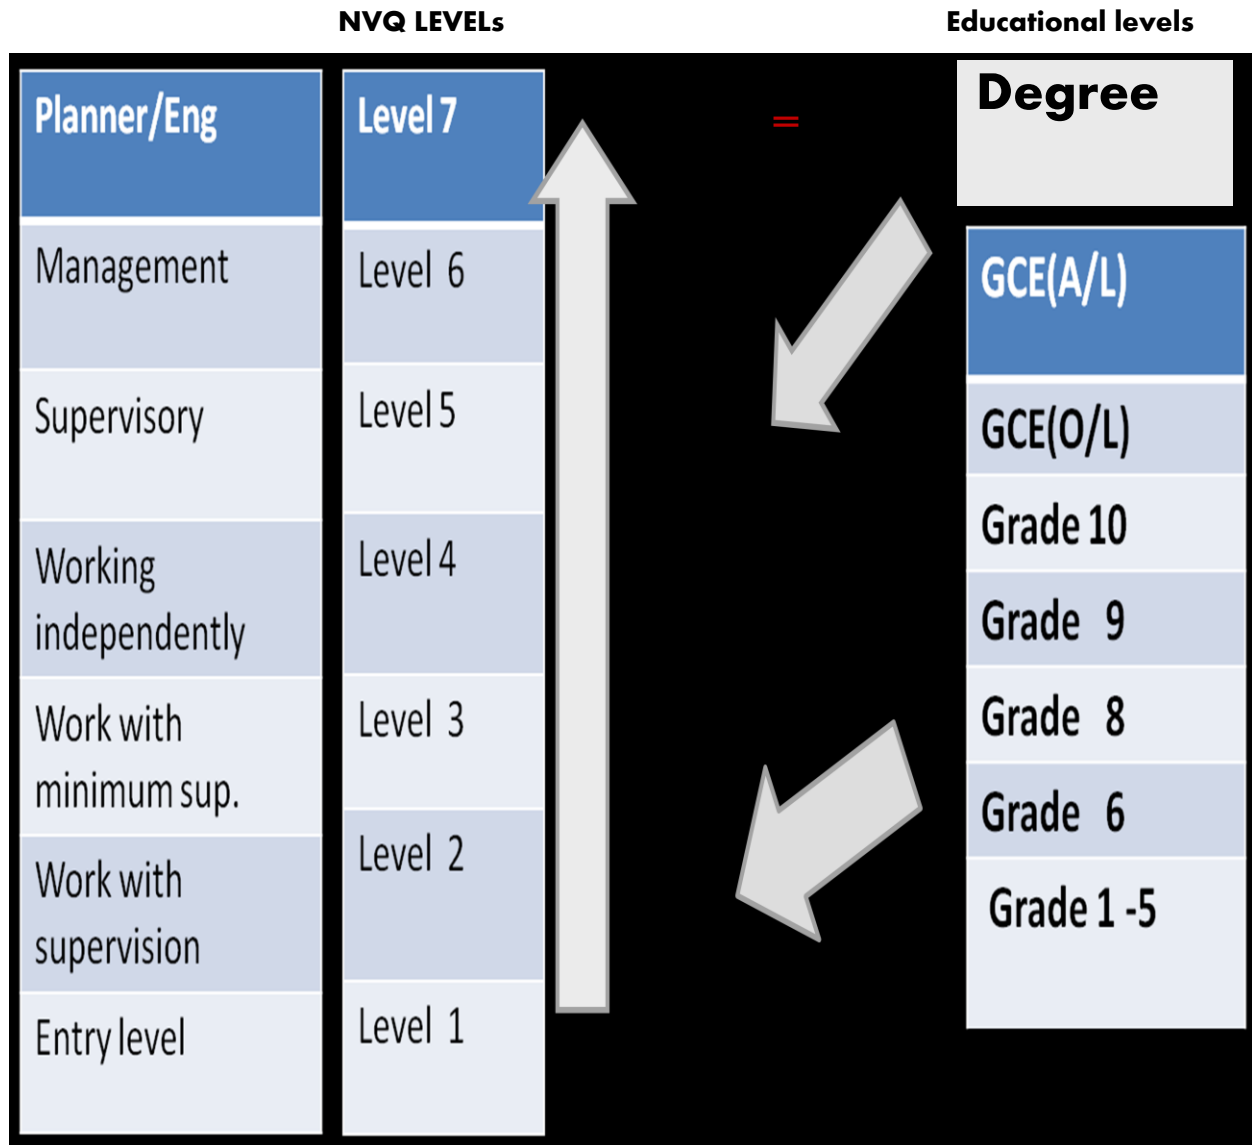 NVQ LEVELs
Educational levels
Planner/Eng
Level 7
=
Degree
Management
Level 6
GCE(A/L)
Supervisory
Level 5
GCE(O/L)
Working
independently
Level 4
Grade 10
Grade 9
Work with
minimum sup.
Level 3
Grade 8
Grade 6
Work with
supervision
Level 2
Grade 1 -5
Entry level
Level 1